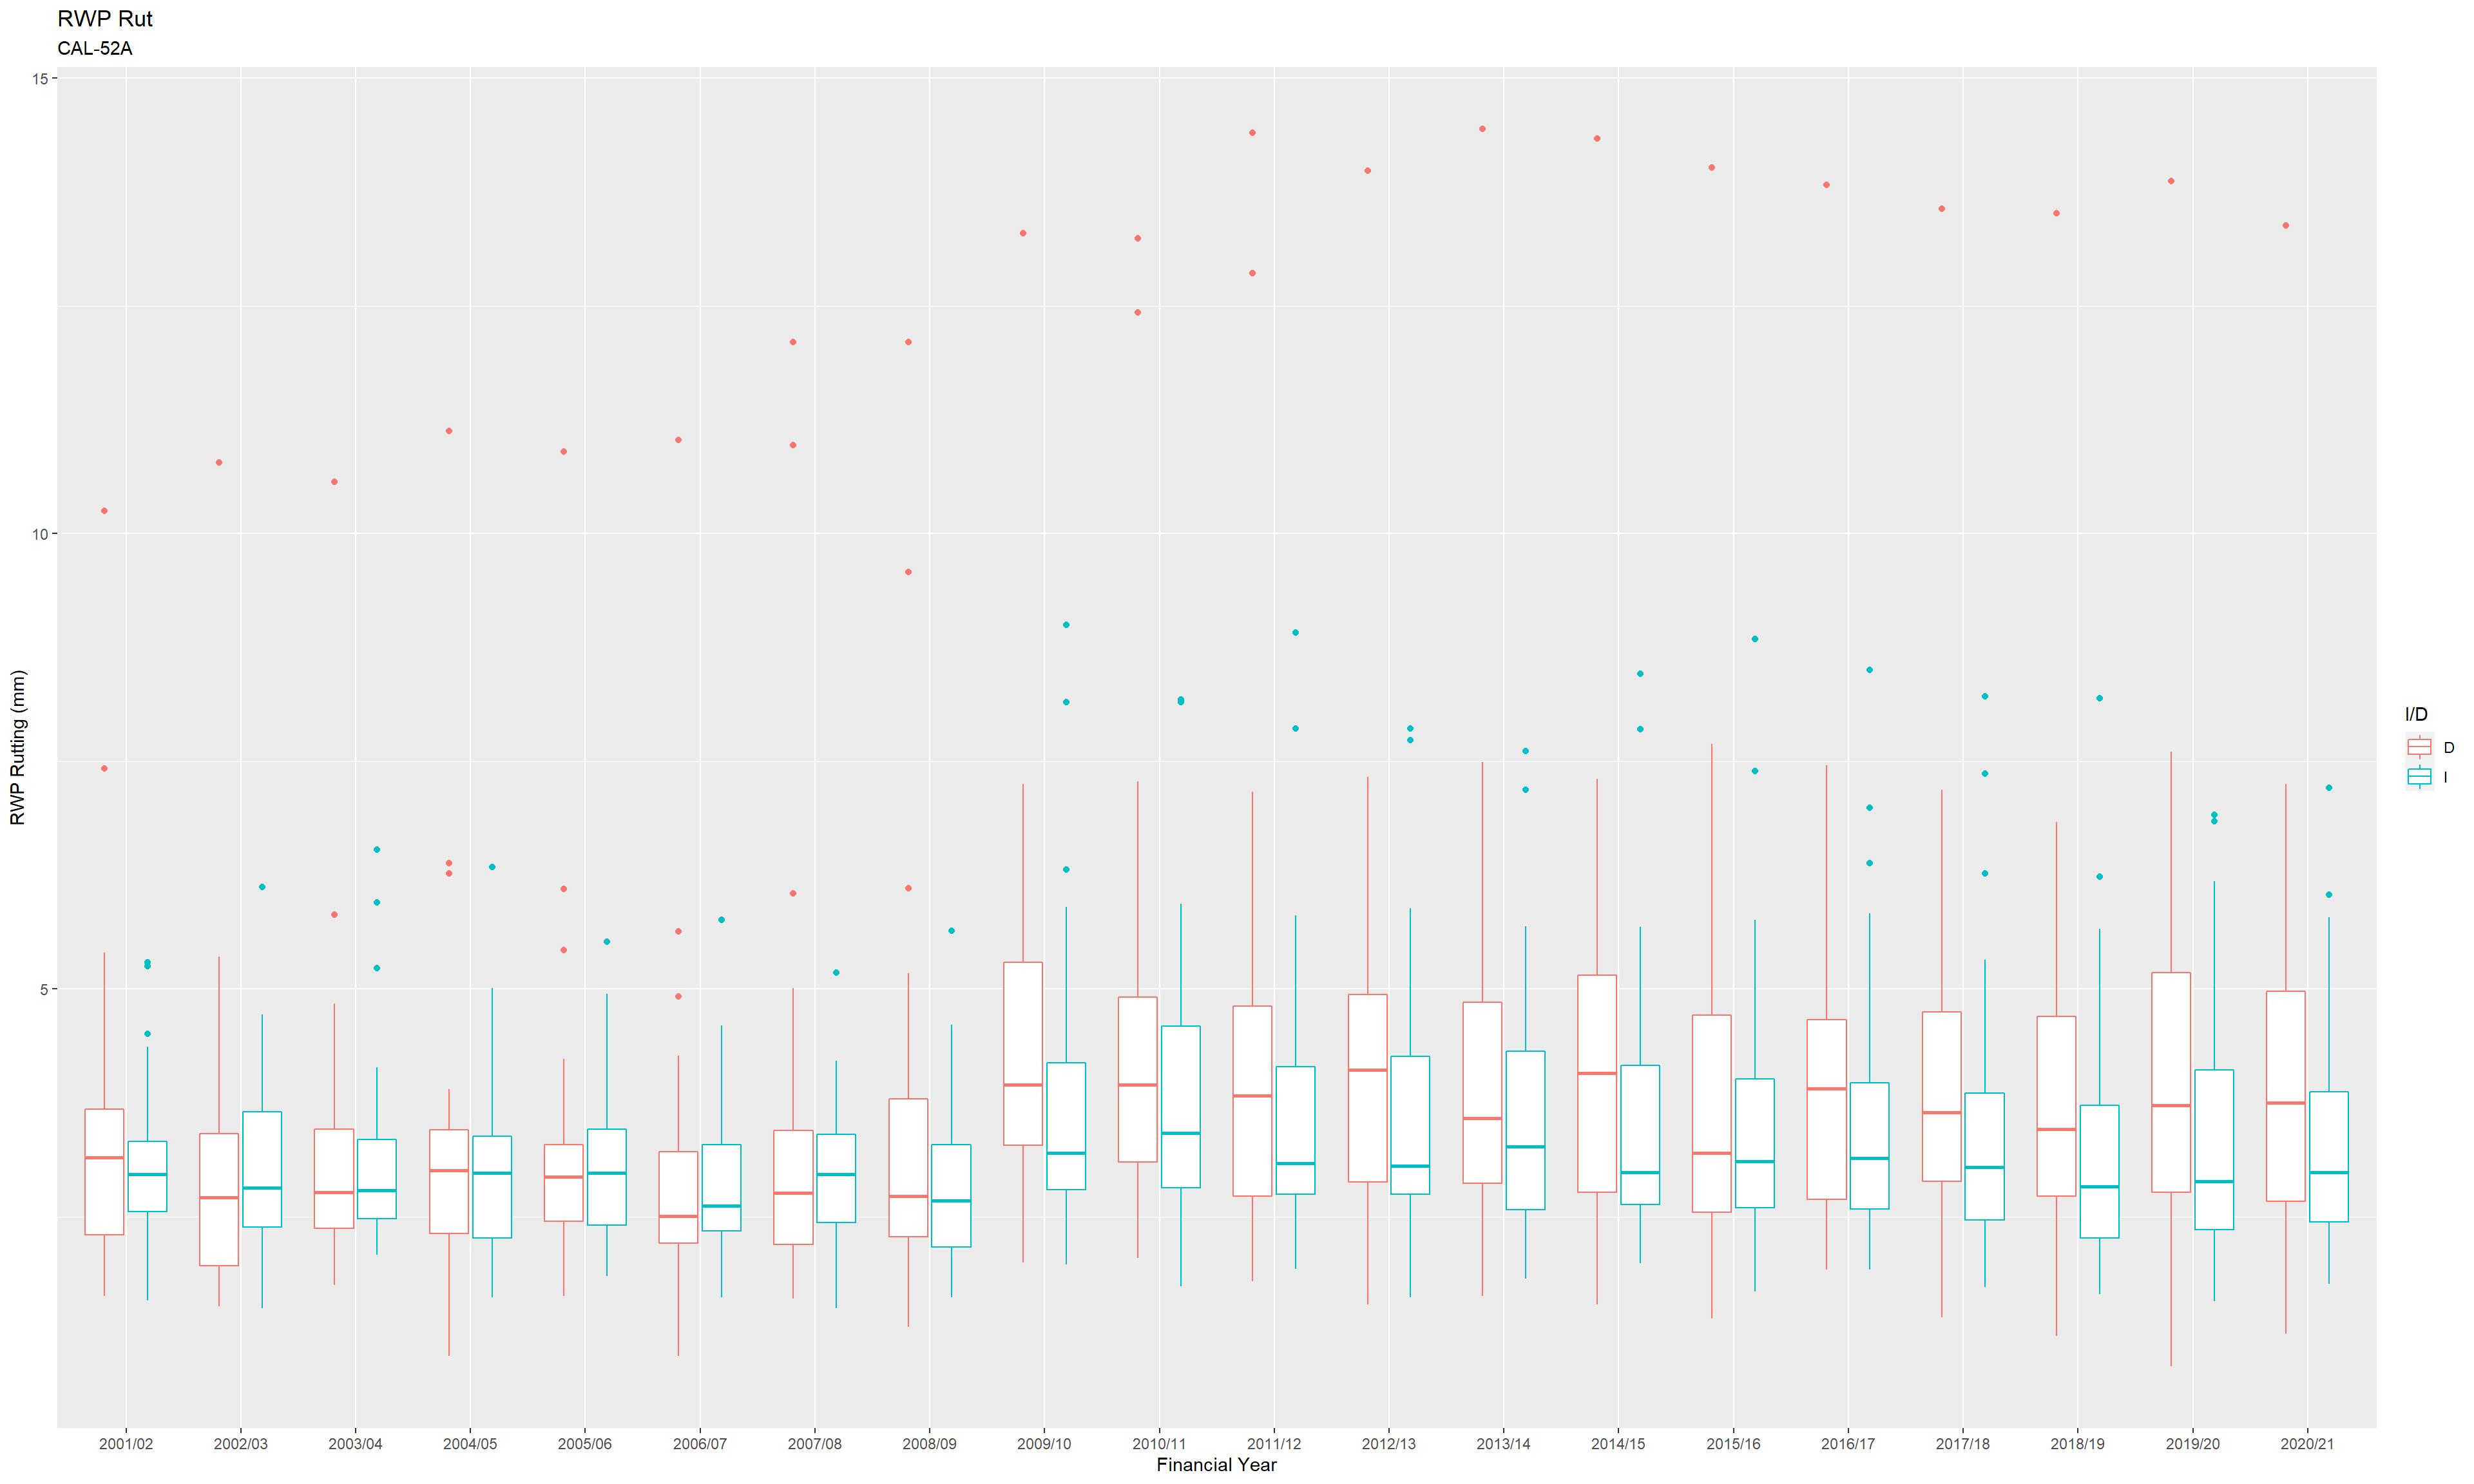 RWP Rut
CAL-52A
15
10
5
RWP Rutting (mm)
I/D
D
I
2001/02 2002/03 2003/04 2004/05 2005/06 2006/07 2007/08 2008/09 2009/10 2010/11 2011/12 2012/13 2013/14 2014/15 2015/16 2016/17 2017/18 2018/19 2019/20 2020/21
Financial Year